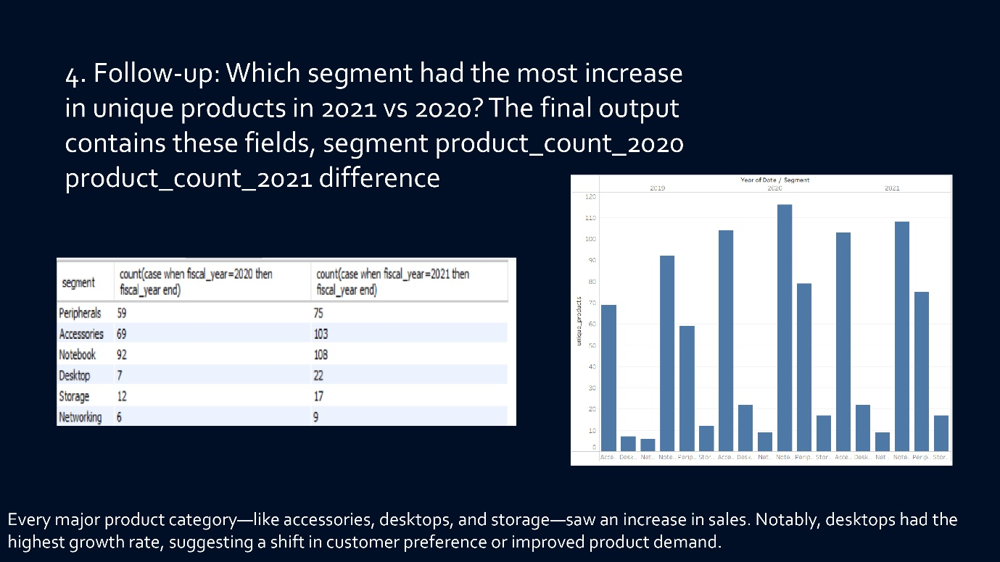 4. Follow-up: Which segment had the most increase
in unique products in 2021 vs 2020? The final output
contains these fields, segment product_count_2020
product_count_2021 difference
segment
count(case when fiscal_year=2020 then
fiscal_year end)
count(case when fiscal_year=2021 then
fiscal_year end)
Peripherals 59 75
Accessories 69 103
Notebook 92 108
Desktop 7 22
Storage 12 17
Networking 6 9
Year of Date / Segment
2019 2020 2021
unique_products
120
110
100
90
80
70
60
50
40
30
20
10
0
Acce.. Desk.. Net.. Note.. Perip.. Stor.. Acce.. Desk.. Net.. Note.. Perip.. Stor.. Acce.. Desk.. Net.. Note.. Perip.. Stor..
Every major product category—like accessories, desktops, and storage—saw an increase in sales. Notably, desktops had the
highest growth rate, suggesting a shift in customer preference or improved product demand.